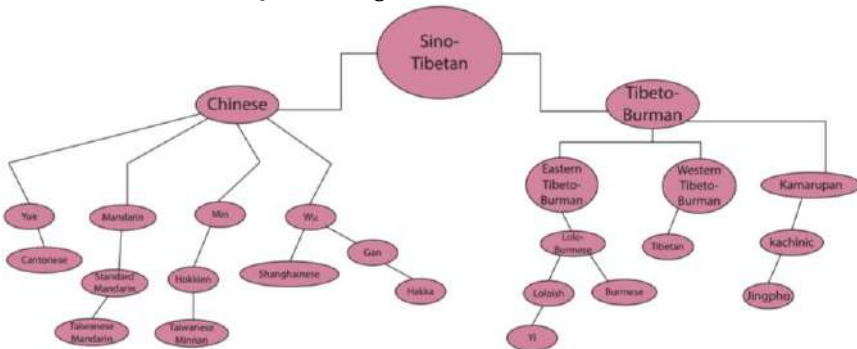 Sino-
Tibetan
Chinese
Tibeto-
Burman
Eastern
Tibeto-
Burman
Western
Tibeto-
Burman
Kamarupan
Yue
Mandarin
Min
Wu
Cantonese
Standard
Mandarin
Hokkien
Shanghainese
Gan
Hakka
Lolo-
Burmese
Tibetan
kachinic
Loloish
Burmese
Jingpho
Taiwanese
Mandarin
Taiwanese
Minnan
Yi